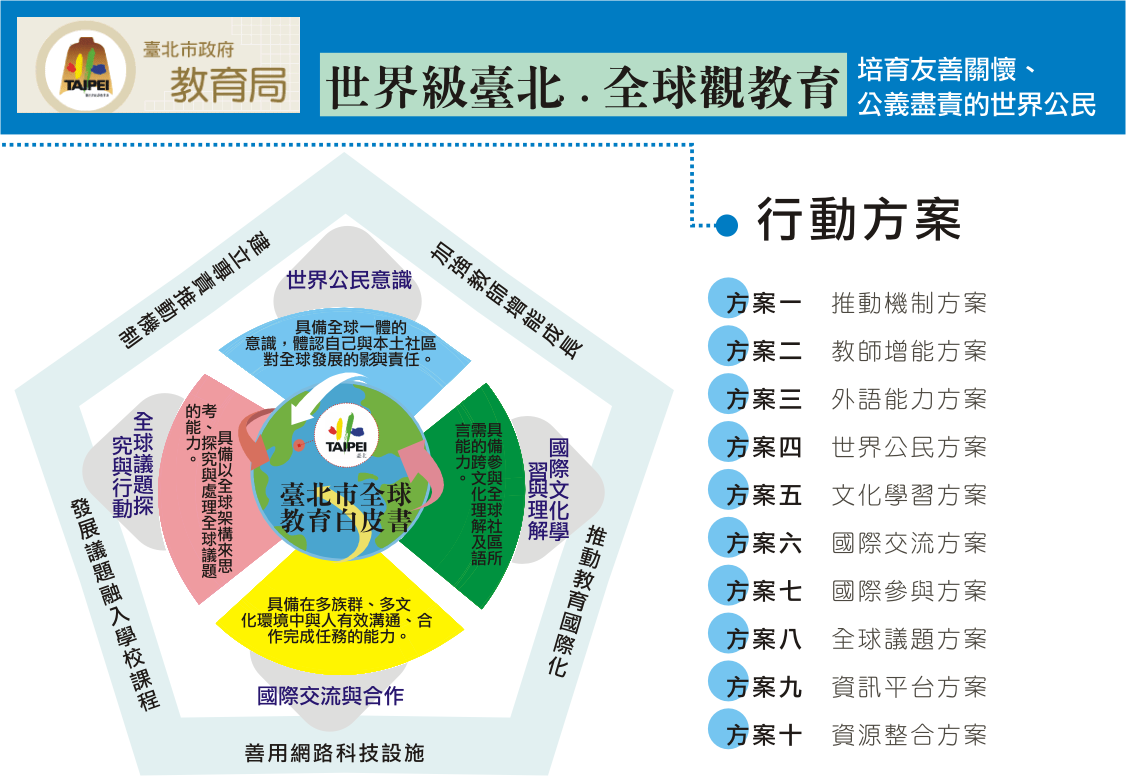 TAIPEI
臺北市政府
教育局
世界級臺北.全球觀教育
培育友善關懷、
公義盡責的世界公民
建立專責推動機制
加強教師增能成長
世界公民意識
具備全球一體的
意識，體認自己與本土社區
對全球發展的影與責任。
全球議題探
究與行動
具備以全球架構來思
考、探究與處理全球議題
的能力。
TAIPEI
臺北
臺北市全球
教育白皮書
具備參與全球社區所
需的跨文化理解及語
言能力。
國際文化學
習與理解
具備在多族群、多文
化環境中與人有效溝通、合
作完成任務的能力。
國際交流與合作
發展議題融入學校課程
推動教育國際化
善用網路科技設施
行動方案
方案一 推動機制方案
方案二 教師增能方案
方案三 外語能力方案
方案四 世界公民方案
方案五 文化學習方案
方案六 國際交流方案
方案七 國際參與方案
方案八 全球議題方案
方案九 資訊平台方案
方案十 資源整合方案